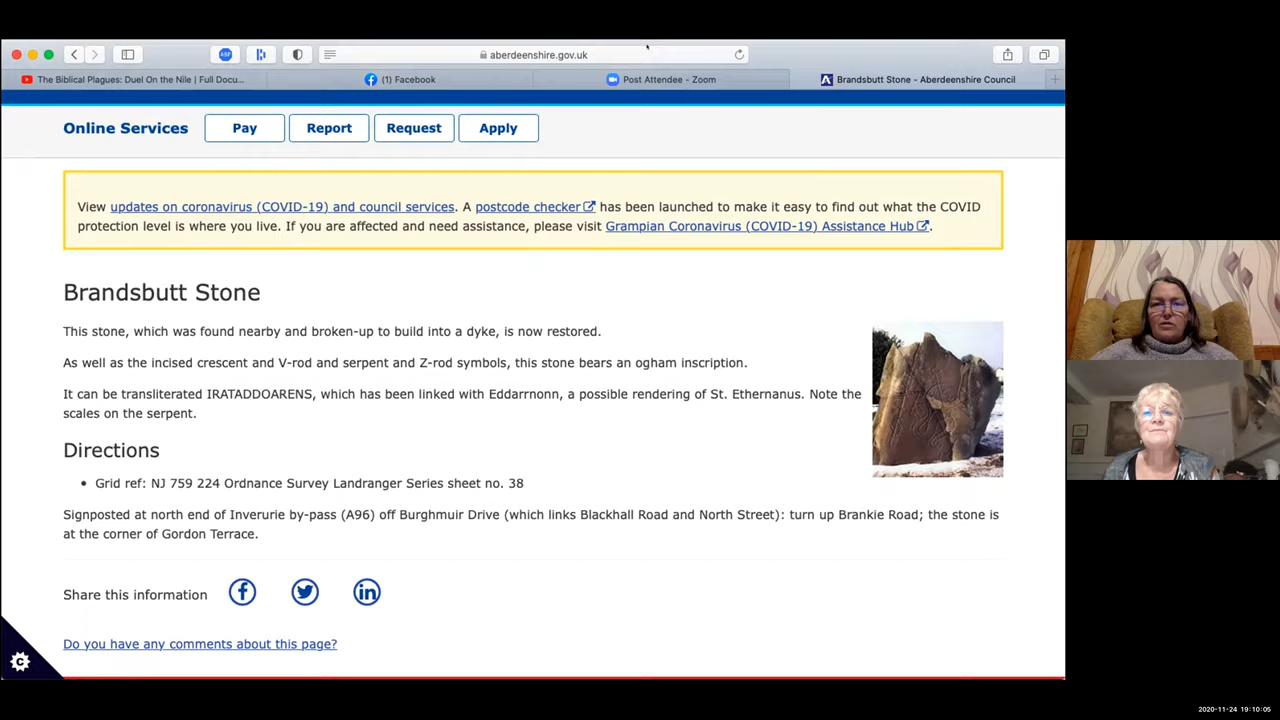 aberdeenshire.gov.uk
The Biblical Plagues: Duel On the Nile | Full Docu...
(1) Facebook
Post Attendee - Zoom
Brandsbutt Stone - Aberdeenshire Council
Online Services Pay Report Request Apply
View updates on coronavirus (COVID-19) and council services. A postcode checker has been launched to make it easy to find out what the COVID
protection level is where you live. If you are affected and need assistance, please visit Grampian Coronavirus (COVID-19) Assistance Hub.
Brandsbutt Stone
This stone, which was found nearby and broken-up to build into a dyke, is now restored.
As well as the incised crescent and V-rod and serpent and Z-rod symbols, this stone bears an ogham inscription.
It can be transliterated IRATADDOARENS, which has been linked with Eddarrnonn, a possible rendering of St. Ethernanus. Note the
scales on the serpent.
Directions
• Grid ref: NJ 759 224 Ordnance Survey Landranger Series sheet no. 38
Signposted at north end of Inverurie by-pass (A96) off Burghmuir Drive (which links Blackhall Road and North Street): turn up Brankie Road; the stone is
at the corner of Gordon Terrace.
Share this information
Do you have any comments about this page?
2020-11-24 19:10:05